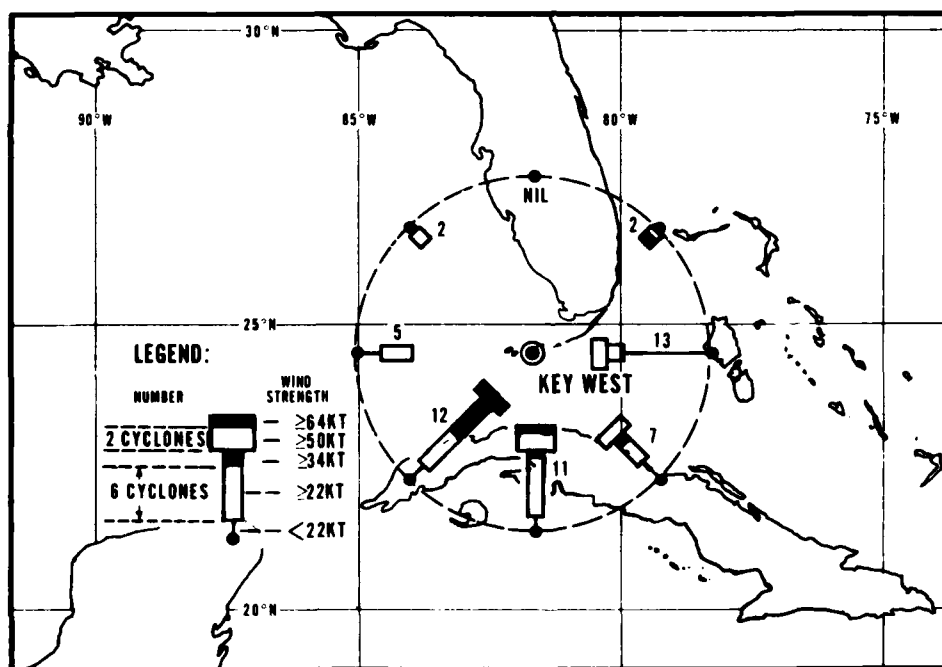 30°N
90°W
85°W
80°W
75°W
NIL
2
2
25°N
5
13
LEGEND:
KEY WEST
NUMBER
WIND
STRENGTH
12
≥64KT
2 CYCLONES
≥50KT
7
≥34KT
11
6 CYCLONES
≥22KT
<22KT
20°N